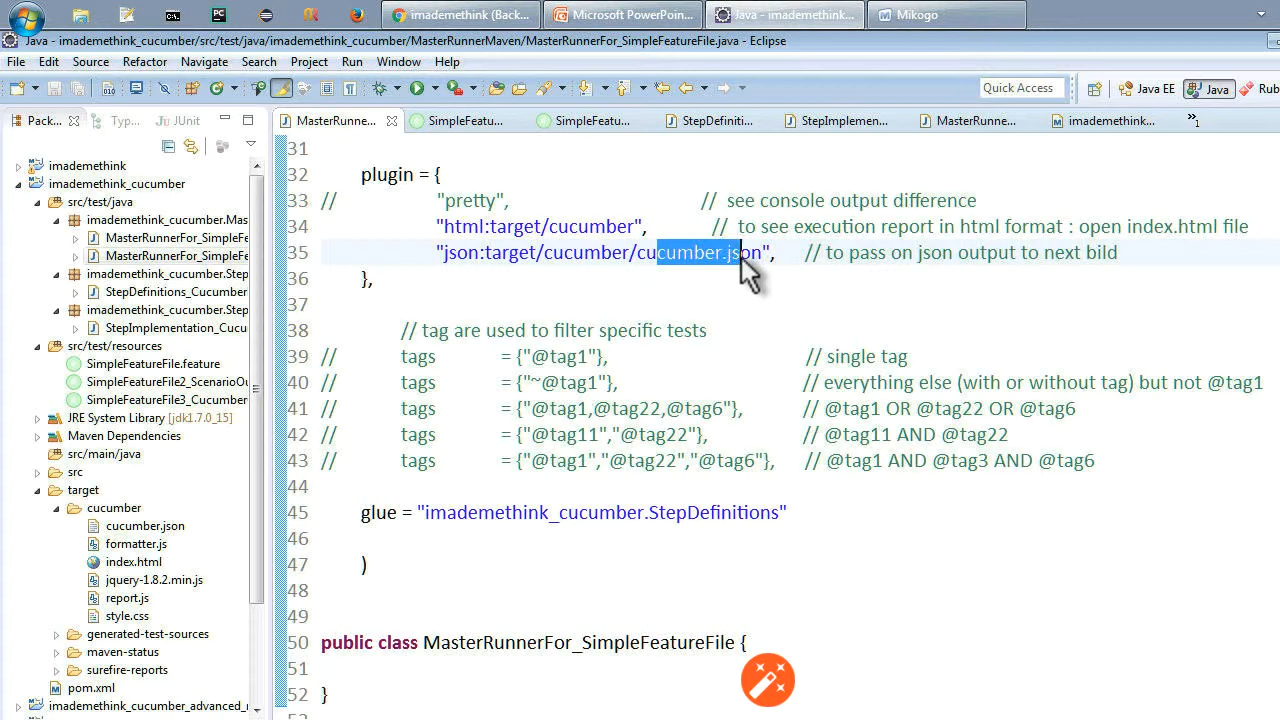 imademethink (Back...
Microsoft PowerPoin...
Java - imademethink...
Mikogo
Java - imademethink_cucumber/src/test/java/imademethink_cucumber/MasterRunnerMaven/MasterRunnerFor_SimpleFeatureFile.java - Eclipse
File Edit Source Refactor Navigate Search Project Run Window Help
Quick Access
Java EE
Java
Rub
Pack...
Typ...
JUnit
MasterRunne...
SimpleFeatu...
SimpleFeatu...
StepDefiniti...
StepImplemen...
MasterRunne...
imademethink...
»1
imademethink
imademethink_cucumber
src/test/java
imademethink_cucumber.Mas
MasterRunnerFor_SimpleFe
MasterRunnerFor_SimpleFe
imademethink_cucumber.Step
StepDefinitions_Cucumber
imademethink_cucumber.Step
StepImplementation_Cucu
src/test/resources
SimpleFeatureFile.feature
SimpleFeatureFile2_ScenarioOu
SimpleFeatureFile3_Cucumber
JRE System Library [jdk1.7.0_15]
Maven Dependencies
src/main/java
src
target
cucumber
cucumber.json
formatter.js
index.html
jquery-1.8.2.min.js
report.js
style.css
generated-test-sources
maven-status
surefire-reports
pom.xml
imademethink_cucumber_advanced_r
31
32 plugin = {
33 // "pretty", // see console output difference
34 "html:target/cucumber", // to see execution report in html format : open index.html file
35 "json:target/cucumber/cucumber.json", // to pass on json output to next bild
36 },
37
38 // tag are used to filter specific tests
39 // tags = {"@tag1"}, // single tag
40 // tags = {"~@tag1"}, // everything else (with or without tag) but not @tag1
41 // tags = {"@tag1,@tag22,@tag6"}, // @tag1 OR @tag22 OR @tag6
42 // tags = {"@tag11","@tag22"}, // @tag11 AND @tag22
43 // tags = {"@tag1","@tag22","@tag6"}, // @tag1 AND @tag3 AND @tag6
44
45 glue = "imademethink_cucumber.StepDefinitions"
46
47 )
48
49
50 public class MasterRunnerFor_SimpleFeatureFile {
51
52 }